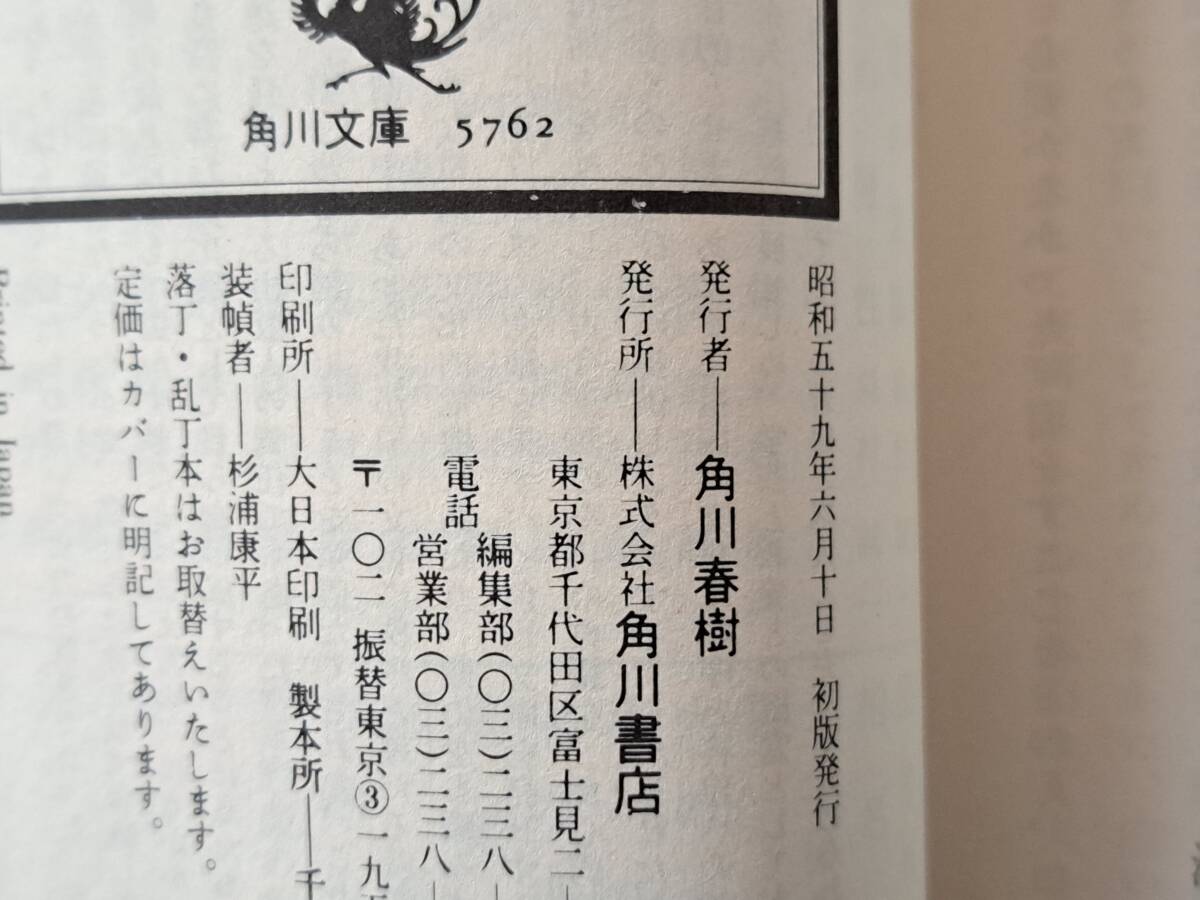 角川文庫 5762
昭和五十九年六月十日 初版発行
発行者――角川春樹
発行所――株式会社角川書店
東京都千代田区富士見二
電話
編集部(〇三)二三八
営業部(〇三)二三八
〒一〇二 振替東京③一九
印刷所――大日本印刷 製本所――千
装幀者――杉浦康平
落丁・乱丁本はお取替えいたします。
定価はカバーに明記してあります。
Printed in Japan